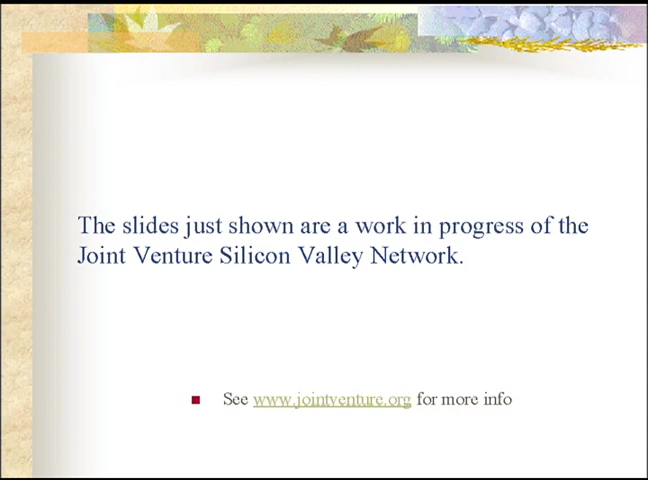 The slides just shown are a work in progress of the
Joint Venture Silicon Valley Network.
See www.jointventure.org for more info